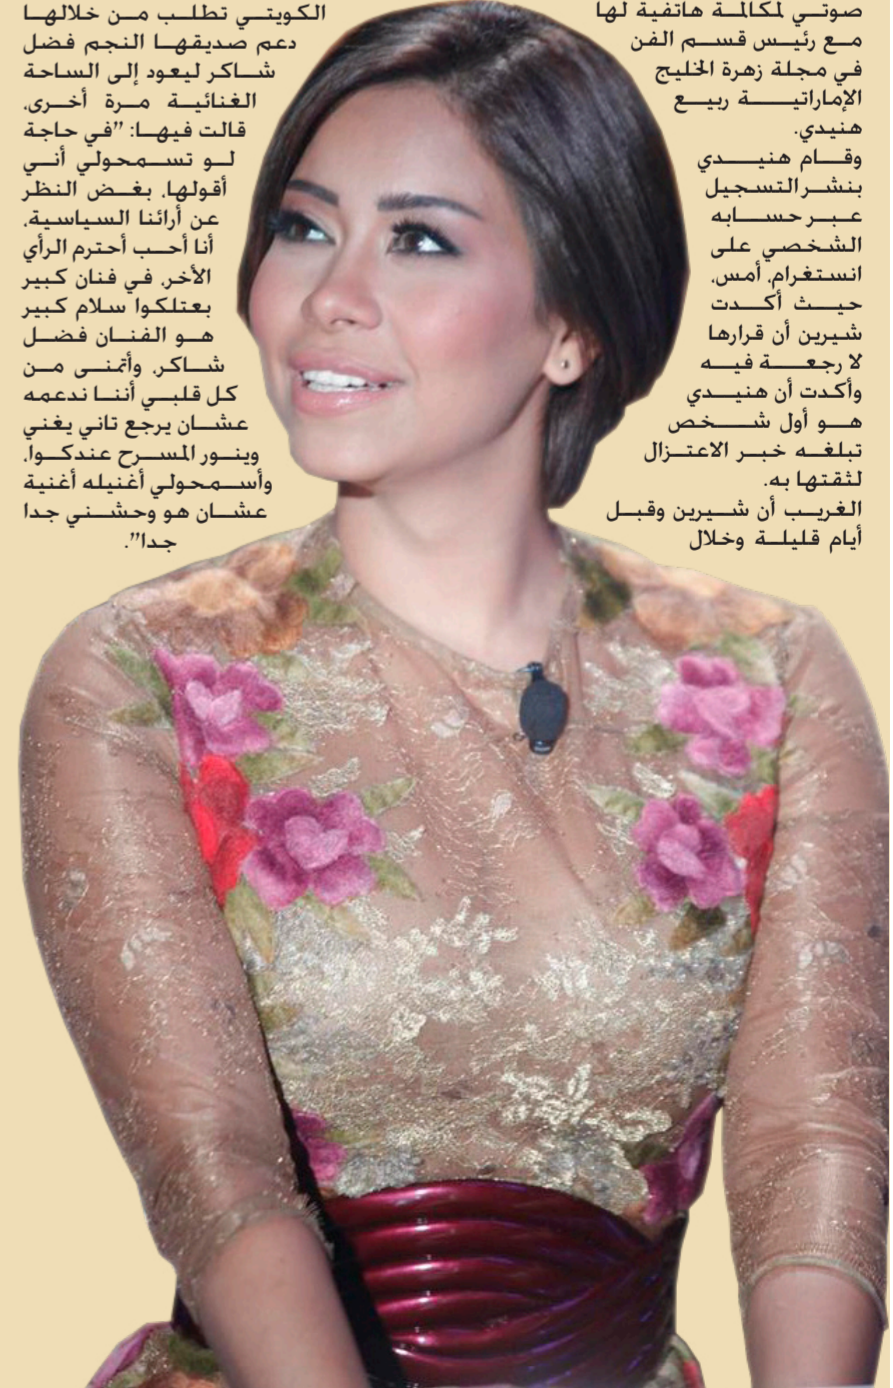 صوتي لمكالمة هاتفية لها
مع رئيس قسم الفن
في مجلة زهرة الخليج
الإماراتية ربيع
هنيدي.
وقام هنيدي
بنشر التسجيل
عبر حسابه
الشخصي على
انستغرام، أمس،
حيث أكدت
شيرين أن قرارها
لا رجعة فيه
وأكدت أن هنيدي
هو أول شخص
تبلغه خبر الاعتزال
لثقتها به.
الغريب أن شيرين وقبل
أيام قليلة وخلال
الكويتي تطلب من خلالها
دعم صديقها النجم فضل
شاكر ليعود إلى الساحة
الغنائية مرة أخرى،
قالت فيها: "في حاجة
لو تسمحولي أني
أقولها، بغض النظر
عن أرائنا السياسية،
أنا أحب أحترم الرأي
الأخر، في فنان كبير
بعتلكوا سلام كبير
هو الفنان فضل
شاكر، وأتمنى من
كل قلبي أننا ندعمه
عشان يرجع تاني يغني
وينور المسرح عندكوا،
وأسمحولي أغنيله أغنية
عشان هو وحشني جدا
جدا".